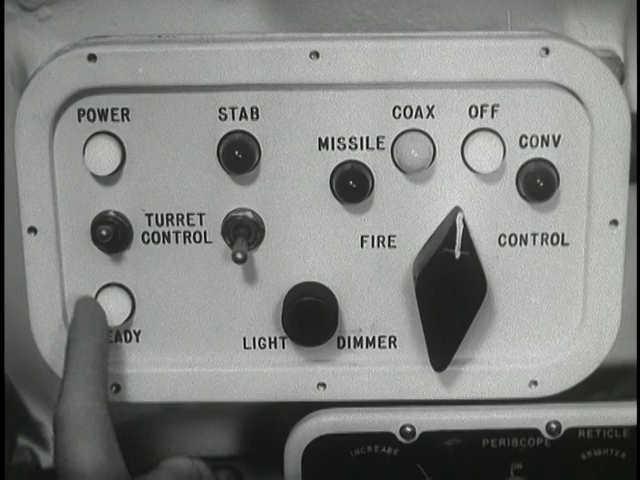 POWER
STAB
COAX
OFF
MISSILE
CONV
TURRET
CONTROL
FIRE
CONTROL
EADY
LIGHT
DIMMER
INCREASE
PERISCOPE
RETICLE
BRIGHTER